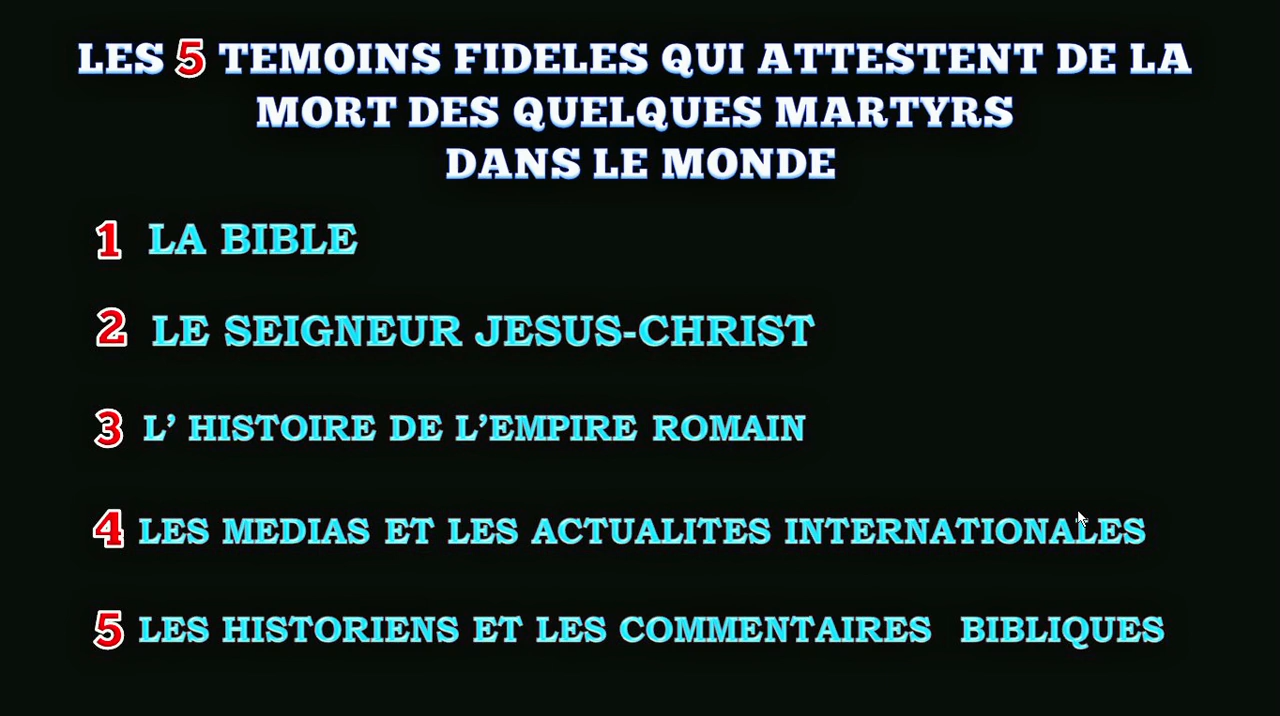 LES 5 TEMOINS FIDELES QUI ATTESTENT DE LA
MORT DES QUELQUES MARTYRS
DANS LE MONDE
1 LA BIBLE
2 LE SEIGNEUR JESUS-CHRIST
3 L' HISTOIRE DE L'EMPIRE ROMAIN
4 LES MEDIAS ET LES ACTUALITES INTERNATIONALES
5 LES HISTORIENS ET LES COMMENTAIRES BIBLIQUES